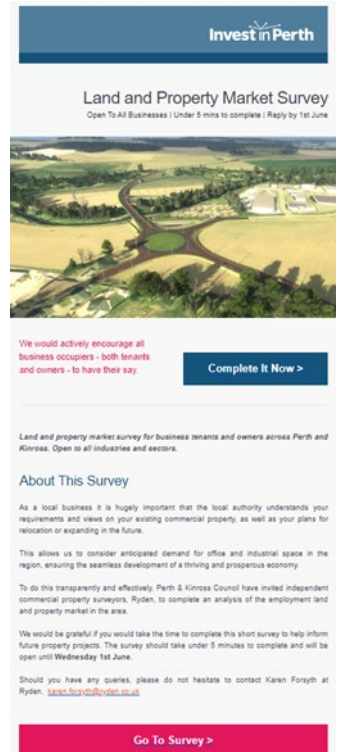 Invest in Perth
Land and Property Market Survey
Open To All Businesses | Under 5 mins to complete | Reply by 1st June
We would actively encourage all
business occupiers - both tenants
and owners - to have their say.
Complete It Now >
Land and property market survey for business tenants and owners across Perth and
Kinross. Open to all industries and sectors.
About This Survey
As a local business it is hugely important that the local authority understands your
requirements and views on your existing commercial property, as well as your plans for
relocation or expanding in the future.
This allows us to consider anticipated demand for office and industrial space in the
region, ensuring the seamless development of a thriving and prosperous economy.
To do this transparently and effectively, Perth & Kinross Council have invited independent
commercial property surveyors, Ryden, to complete an analysis of the employment land
and property market in the area.
We would be grateful if you would take the time to complete this short survey to help inform
future property projects. The survey should take under 5 minutes to complete and will be
open until Wednesday 1st June.
Should you have any queries, please do not hesitate to contact Karen Forsyth at
Ryden. karen.forsyth@ryden.co.uk
Go To Survey >